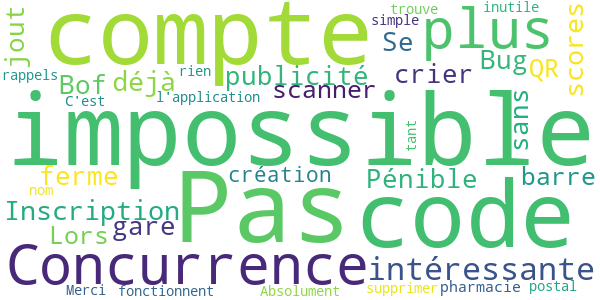 compte
trouve
inutile
simple
jout
plus
scores
Se
Bug
QR
rappels
Bof
déjà
rien
publicité
crier
C'est
l'application
scanner
sans
impossible
tant
ferme
nom
création
Pénible
barre
Pas
code
Inscription
gare
Lors
Concurrence
intéressante
Merci
fonctionnent
Absolument
supprimer
pharmacie
postal